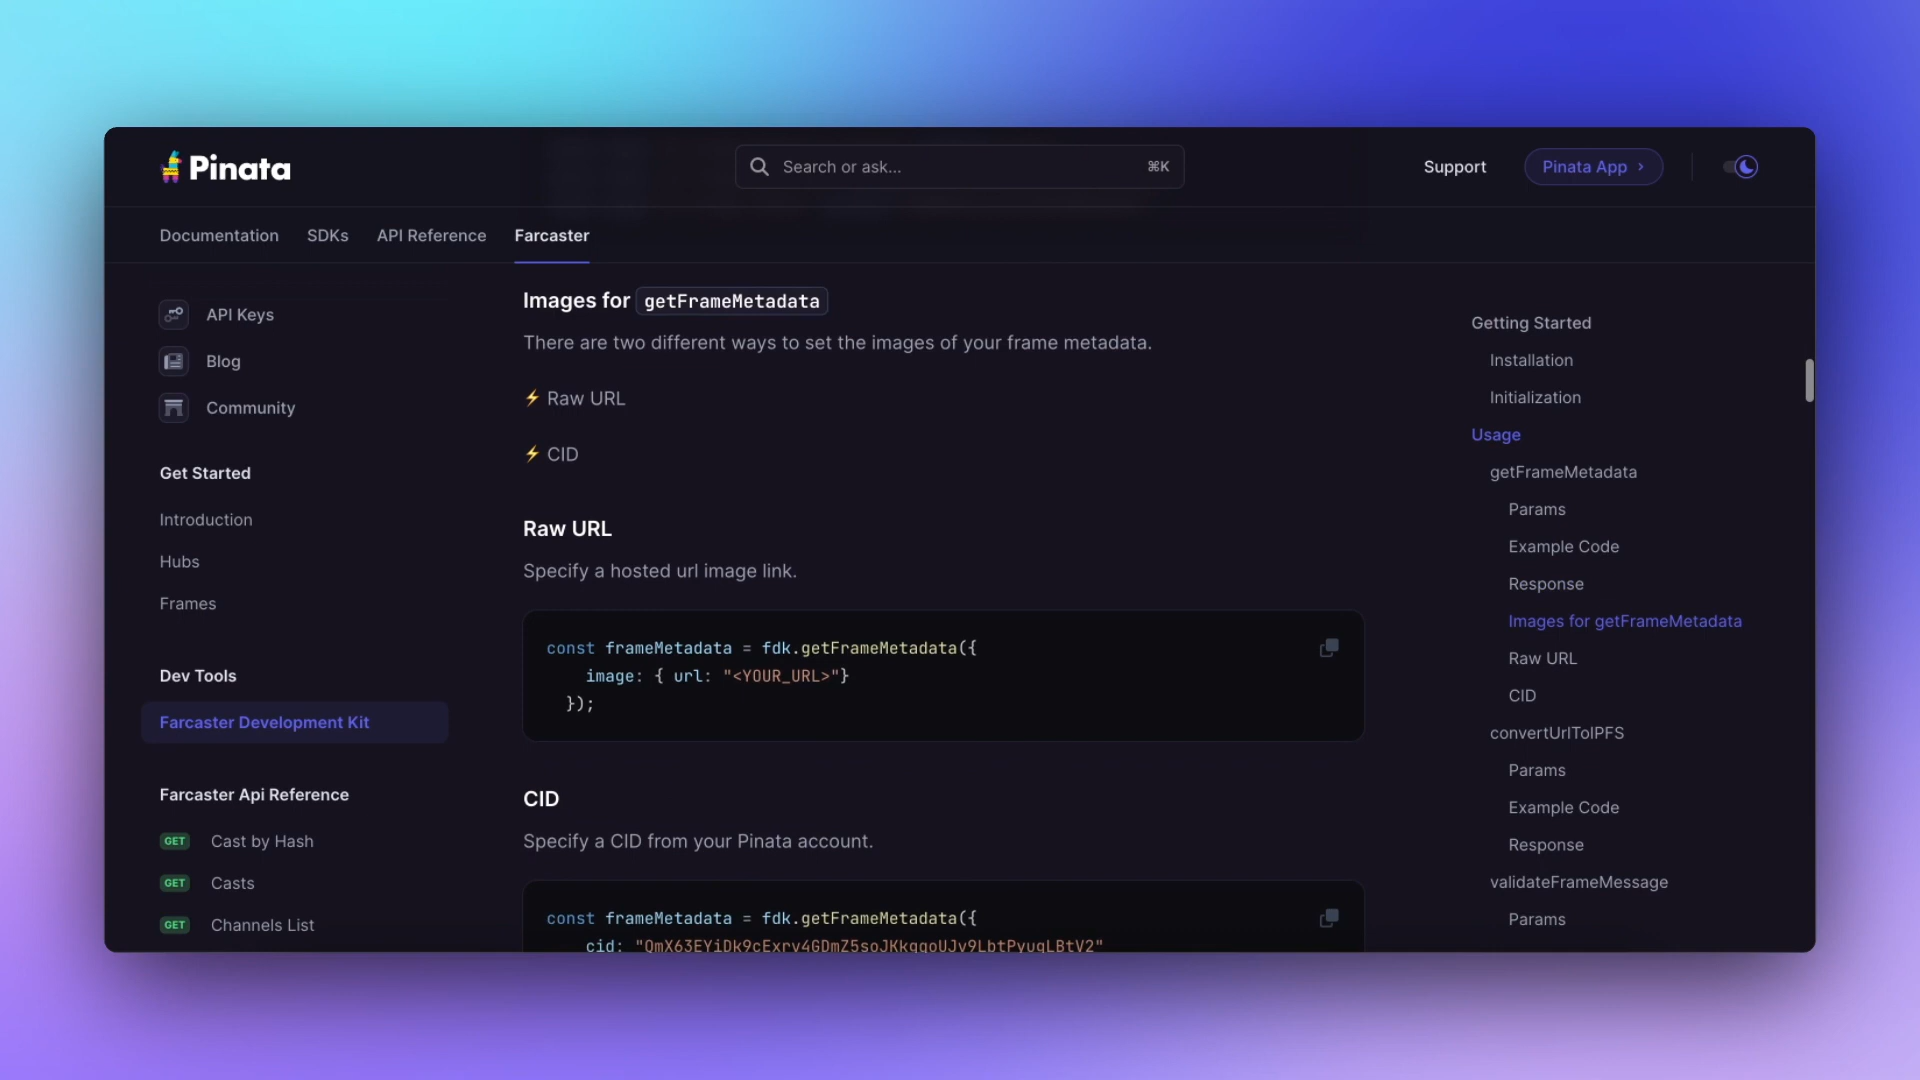 Pinata
Search or ask...
⌘K
Support
Pinata App ›
Documentation
SDKs
API Reference
Farcaster
API Keys
Blog
Community
Get Started
Introduction
Hubs
Frames
Dev Tools
Farcaster Development Kit
Farcaster Api Reference
GET Cast by Hash
GET Casts
GET Channels List
Images for getFrameMetadata
There are two different ways to set the images of your frame metadata.
⚡ Raw URL
⚡ CID
Raw URL
Specify a hosted url image link.
const frameMetadata = fdk.getFrameMetadata({
image: { url: "<YOUR_URL>"}
});
CID
Specify a CID from your Pinata account.
const frameMetadata = fdk.getFrameMetadata({
cid:
Getting Started
Installation
Initialization
Usage
getFrameMetadata
Params
Example Code
Response
Images for getFrameMetadata
Raw URL
CID
convertUrlToIPFS
Params
Example Code
Response
validateFrameMessage
Params